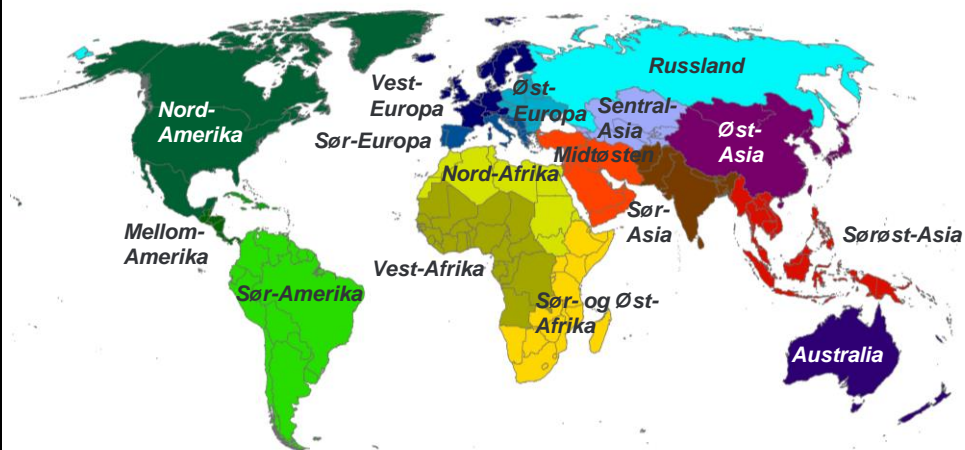 Nord-
Amerika
Mellom-
Amerika
Sør-Amerika
Vest-
Europa
Sør-Europa
Øst-
Europa
Russland
Sentral-
Asia
Øst-
Asia
Midtøsten
Nord-Afrika
Sør-
Asia
Sørøst-Asia
Vest-Afrika
Sør- og Øst-
Afrika
Australia